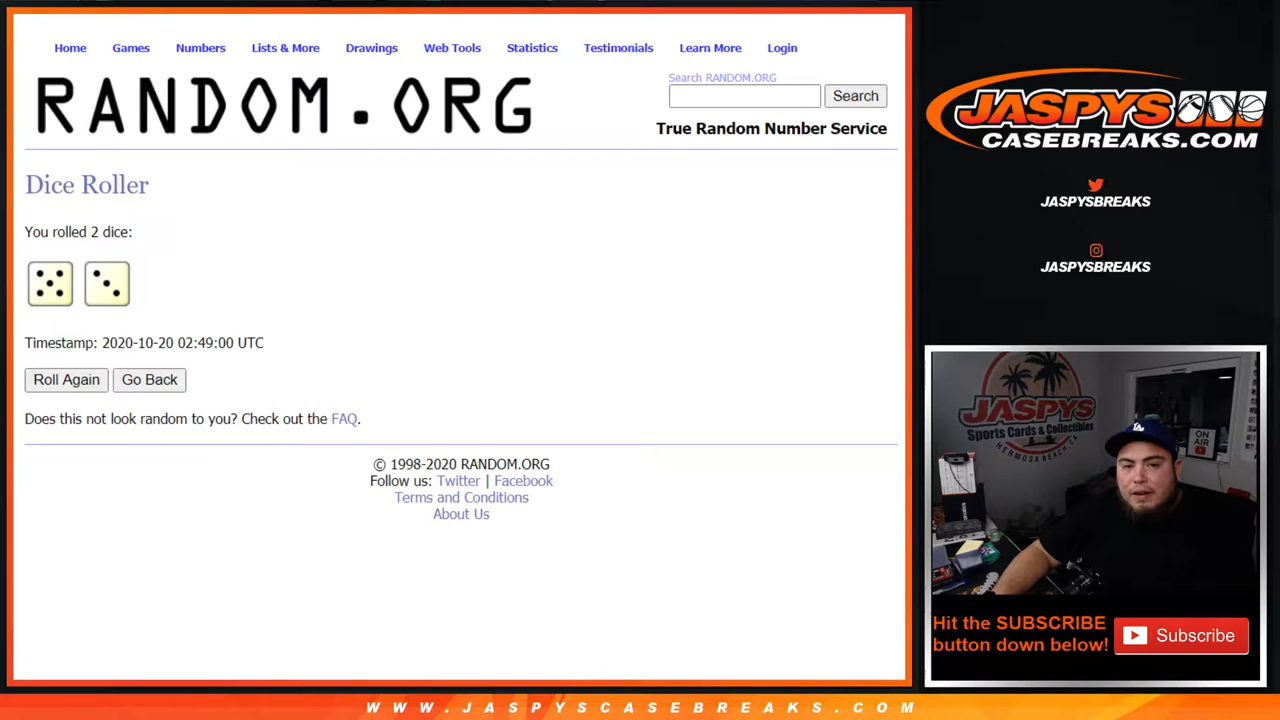 Home Games Numbers Lists & More Drawings Web Tools Statistics Testimonials Learn More Login
RANDOM.ORG
Search RANDOM.ORG
Search
True Random Number Service
Dice Roller
You rolled 2 dice:
Timestamp: 2020-10-20 02:49:00 UTC
Roll Again Go Back
Does this not look random to you? Check out the FAQ.
© 1998-2020 RANDOM.ORG
Follow us: Twitter | Facebook
Terms and Conditions
About Us
JASPYS
CASEBREAKS.COM
JASPYSBREAKS
JASPYSBREAKS
JASPYS
Sports Cards & Collectibles
HERMOSA BEACH, CA
ON
AIR
LA
Hit the SUBSCRIBE
button down below!
Subscribe
WWW.JASPYSCASEBREAKS.COM